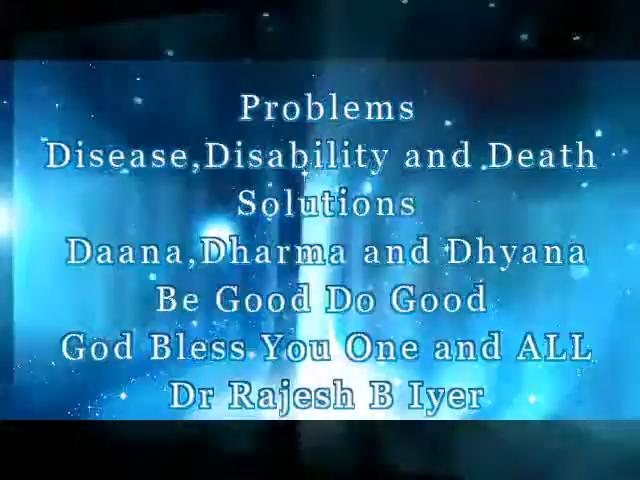 Problems
Disease,Disability and Death
Solutions
Daana,Dharma and Dhyana
Be Good Do Good
God Bless You One and ALL
Dr Rajesh B Iyer